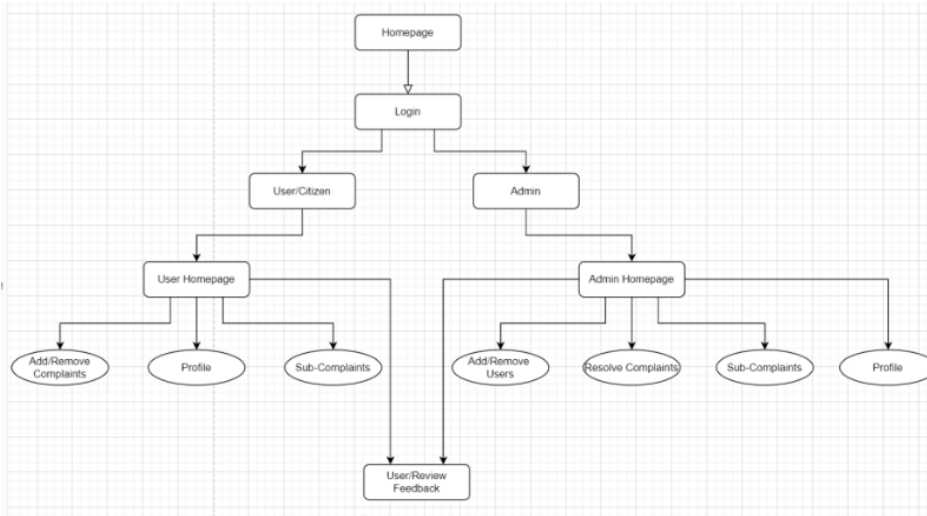 Homepage
Login
User/Citizen
Admin
User Homepage
Admin Homepage
Add/Remove
Complaints
Profile
Sub-Complaints
Add/Remove
Users
Resolve Complaints
Sub-Complaints
Profile
User/Review
Feedback